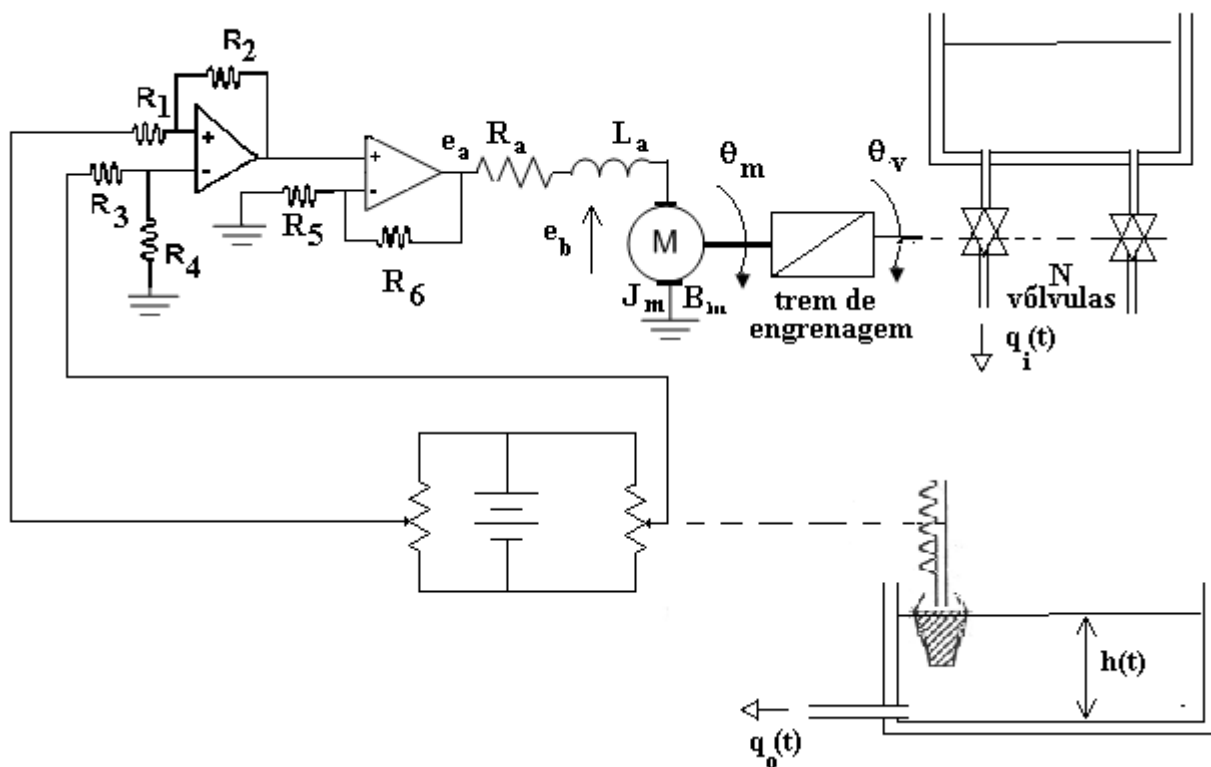 R2
R1
R3
R4
R5
R6
+
-
+
-
ea
Ra
La
eb
M
Jm
Bm
θm
θv
trem de
engrenagem
N
vőlvulas
qi(t)
h(t)
qo(t)